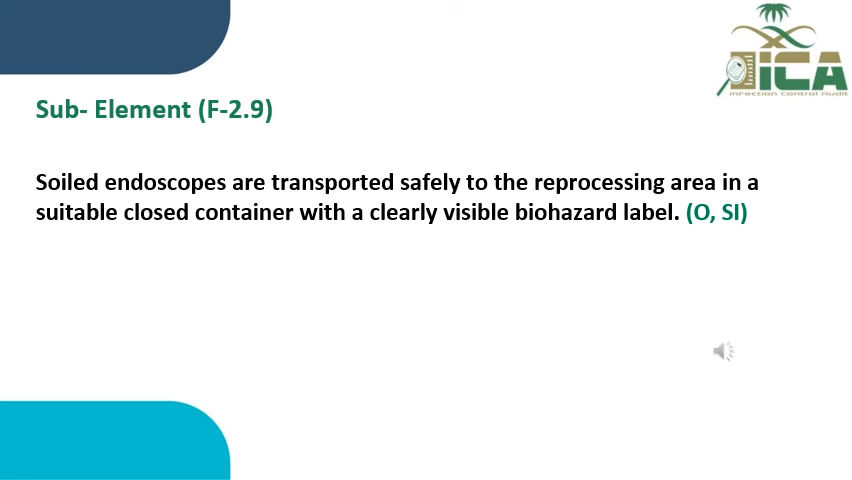 iCA
Infection Control Audit
Sub- Element (F-2.9)
Soiled endoscopes are transported safely to the reprocessing area in a
suitable closed container with a clearly visible biohazard label. (O, SI)